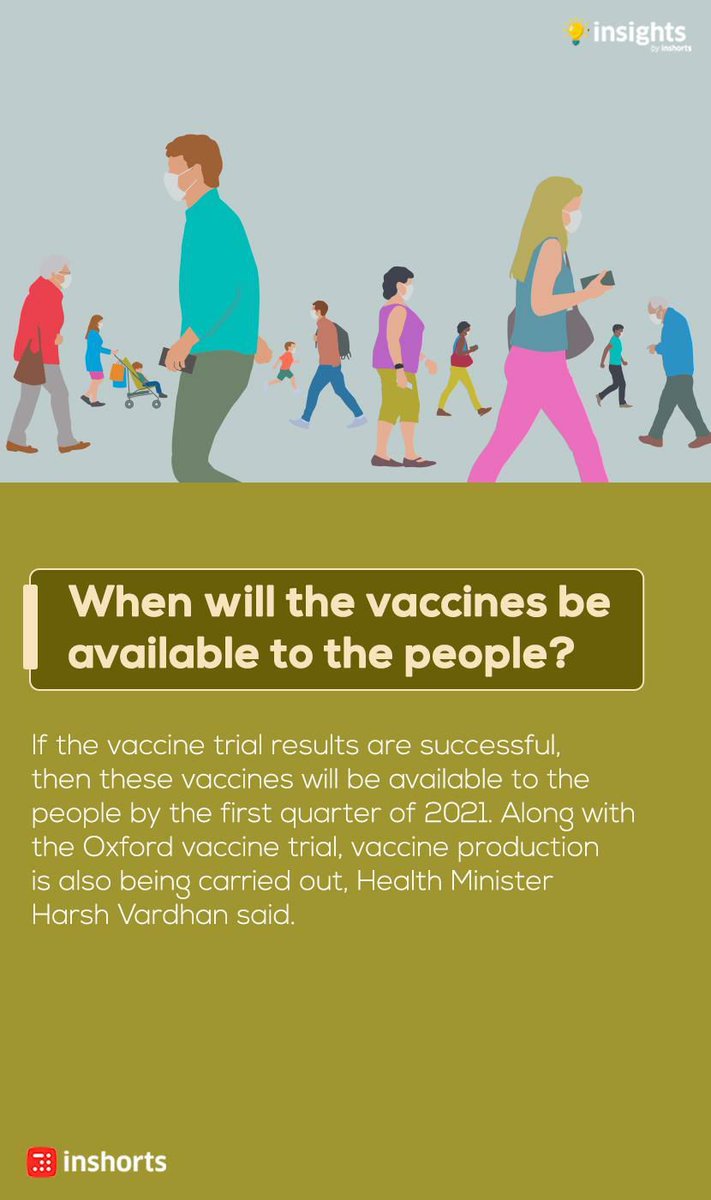 insights
by inshorts
When will the vaccines be
available to the people?
If the vaccine trial results are successful,
then these vaccines will be available to the
people by the first quarter of 2021. Along with
the Oxford vaccine trial, vaccine production
is also being carried out, Health Minister
Harsh Vardhan said.
inshorts